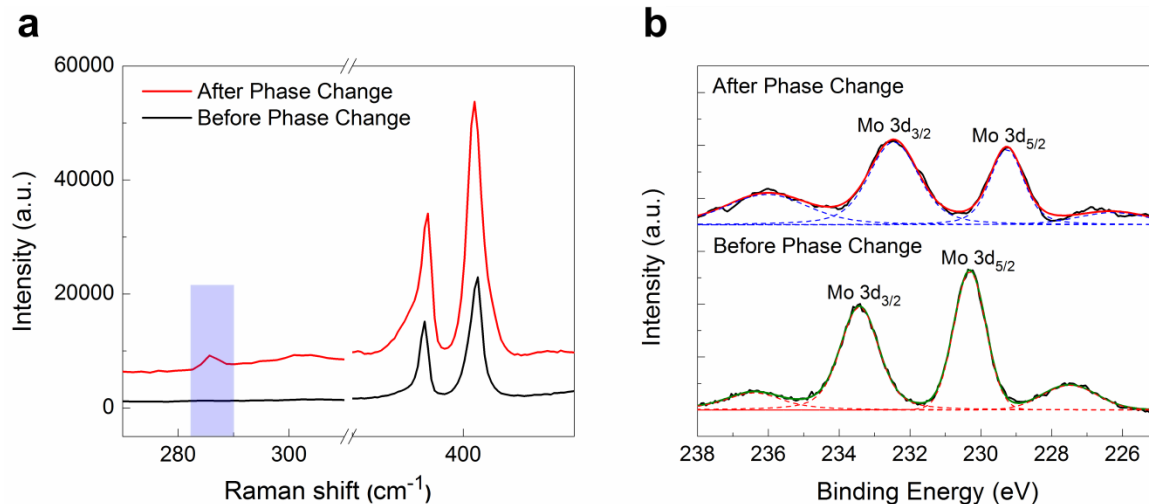 a
60000
40000
20000
0
After Phase Change
Before Phase Change
280
300
400
Intensity (a.u.)
Raman shift (cm⁻¹)
b
After Phase Change
Mo 3d3/2
Mo 3d5/2
Before Phase Change
Mo 3d3/2
Mo 3d5/2
238
236
234
232
230
228
226
Intensity (a.u.)
Binding Energy (eV)